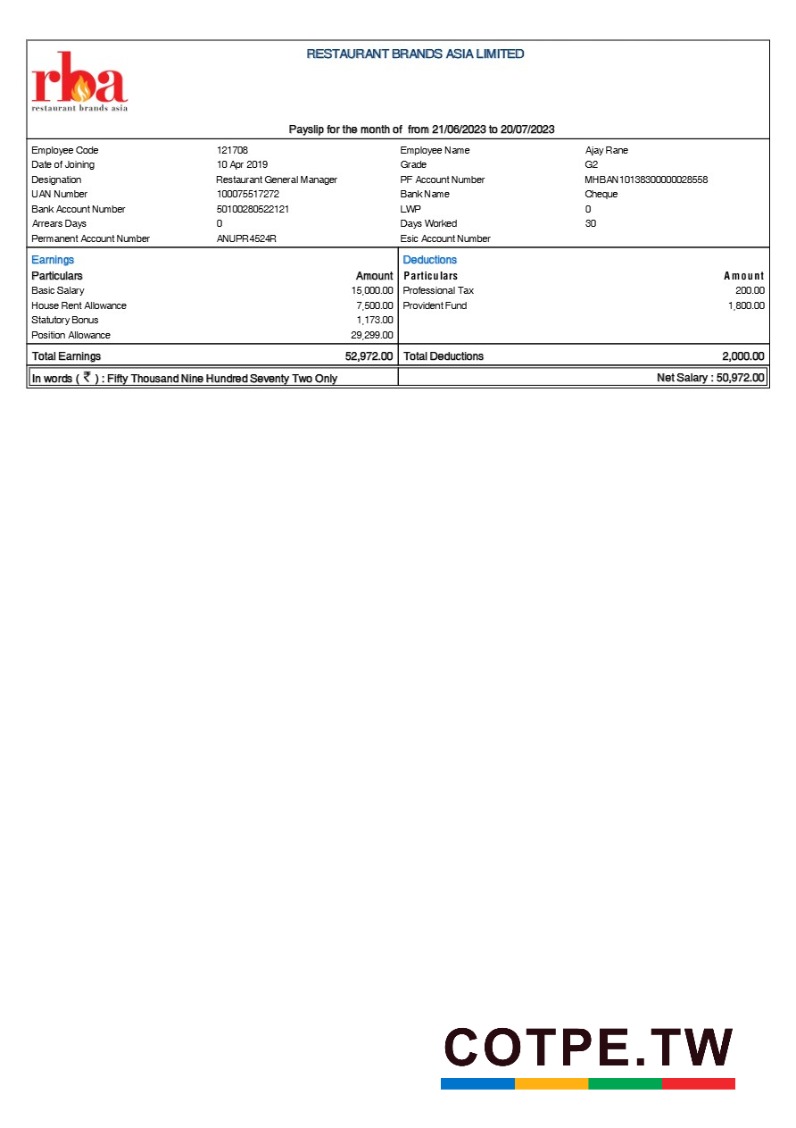 RESTAURANT BRANDS ASIA LIMITED
rba
restaurant brands asia
Payslip for the month of from 21/06/2023 to 20/07/2023
Employee Code 121708 Employee Name Ajay Rane
Date of Joining 10 Apr 2019 Grade G2
Designation Restaurant General Manager PF Account Number MHBAN10138300000028558
UAN Number 100075517272 Bank Name Cheque
Bank Account Number 50100280522121 LWP 0
Arrears Days 0 Days Worked 30
Permanent Account Number ANUPR4524R Esic Account Number
Earnings Deductions
Particulars Amount Particulars Amount
Basic Salary 15,000.00 Professional Tax 200.00
House Rent Allowance 7,500.00 Provident Fund 1,800.00
Statutory Bonus 1,173.00
Position Allowance 29,299.00
Total Earnings 52,972.00 Total Deductions 2,000.00
In words ( ₹ ) : Fifty Thousand Nine Hundred Seventy Two Only Net Salary : 50,972.00
COTPE.TW